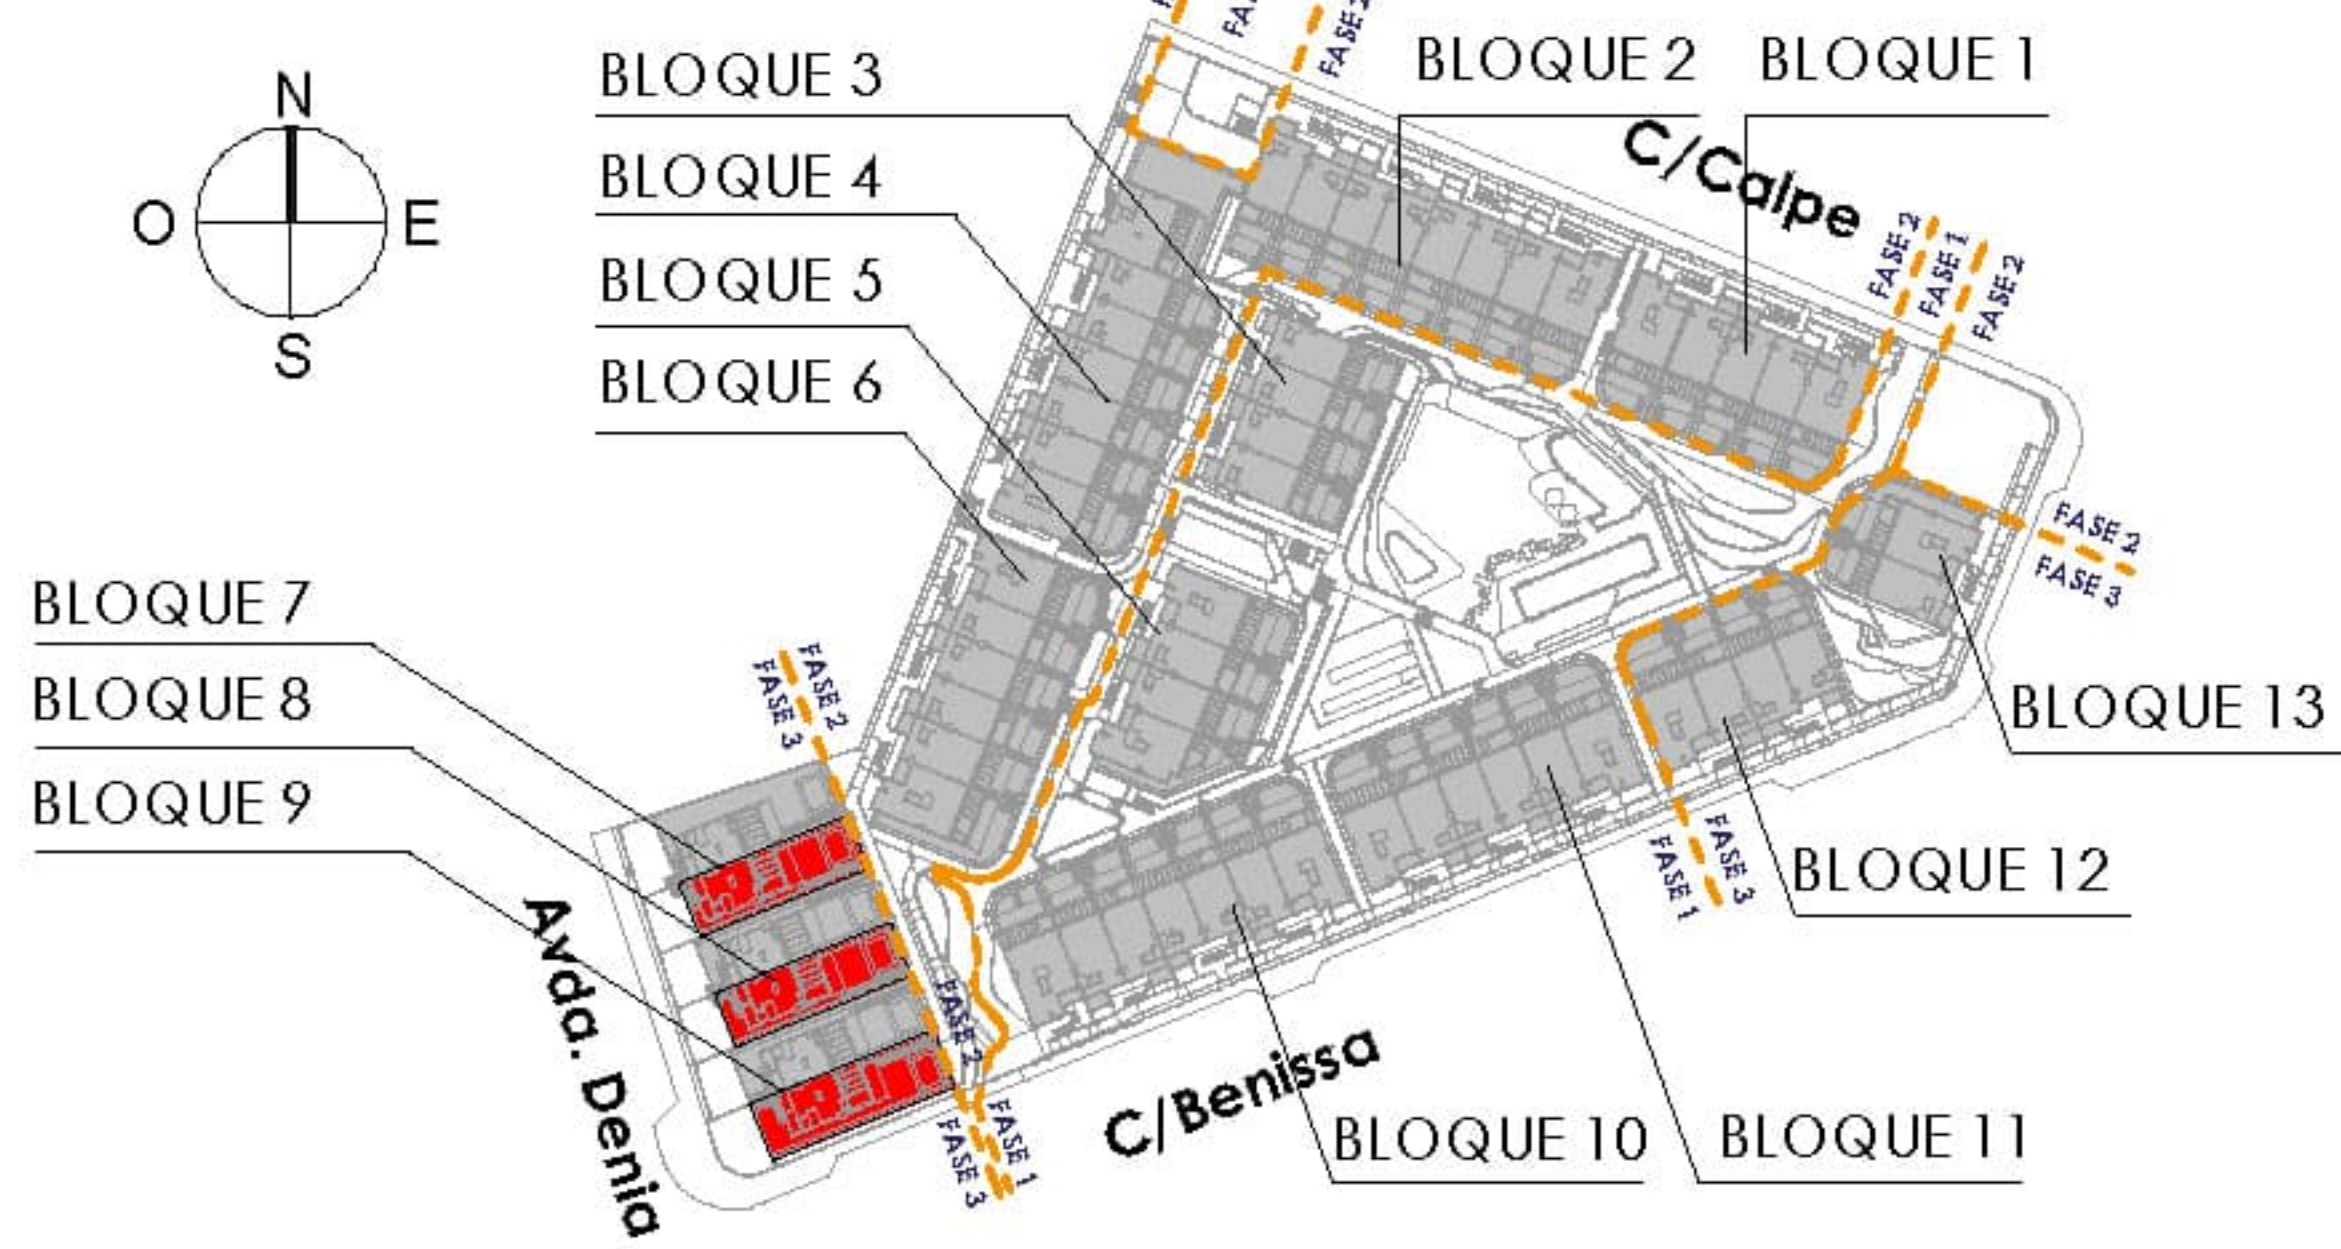 N
O
E
S
BLOQUE 3
BLOQUE 4
BLOQUE 5
BLOQUE 6
BLOQUE 2
BLOQUE 1
C/Calpe
FASE 2
FASE 1
FASE 2
FASE 2
FASE 3
BLOQUE 7
BLOQUE 8
BLOQUE 9
FASE 2
FASE 3
BLOQUE 13
BLOQUE 12
FASE 3
FASE 1
Avda. Denia
FASE 2
FASE 1
FASE 3
C/Benissa
BLOQUE 10
BLOQUE 11